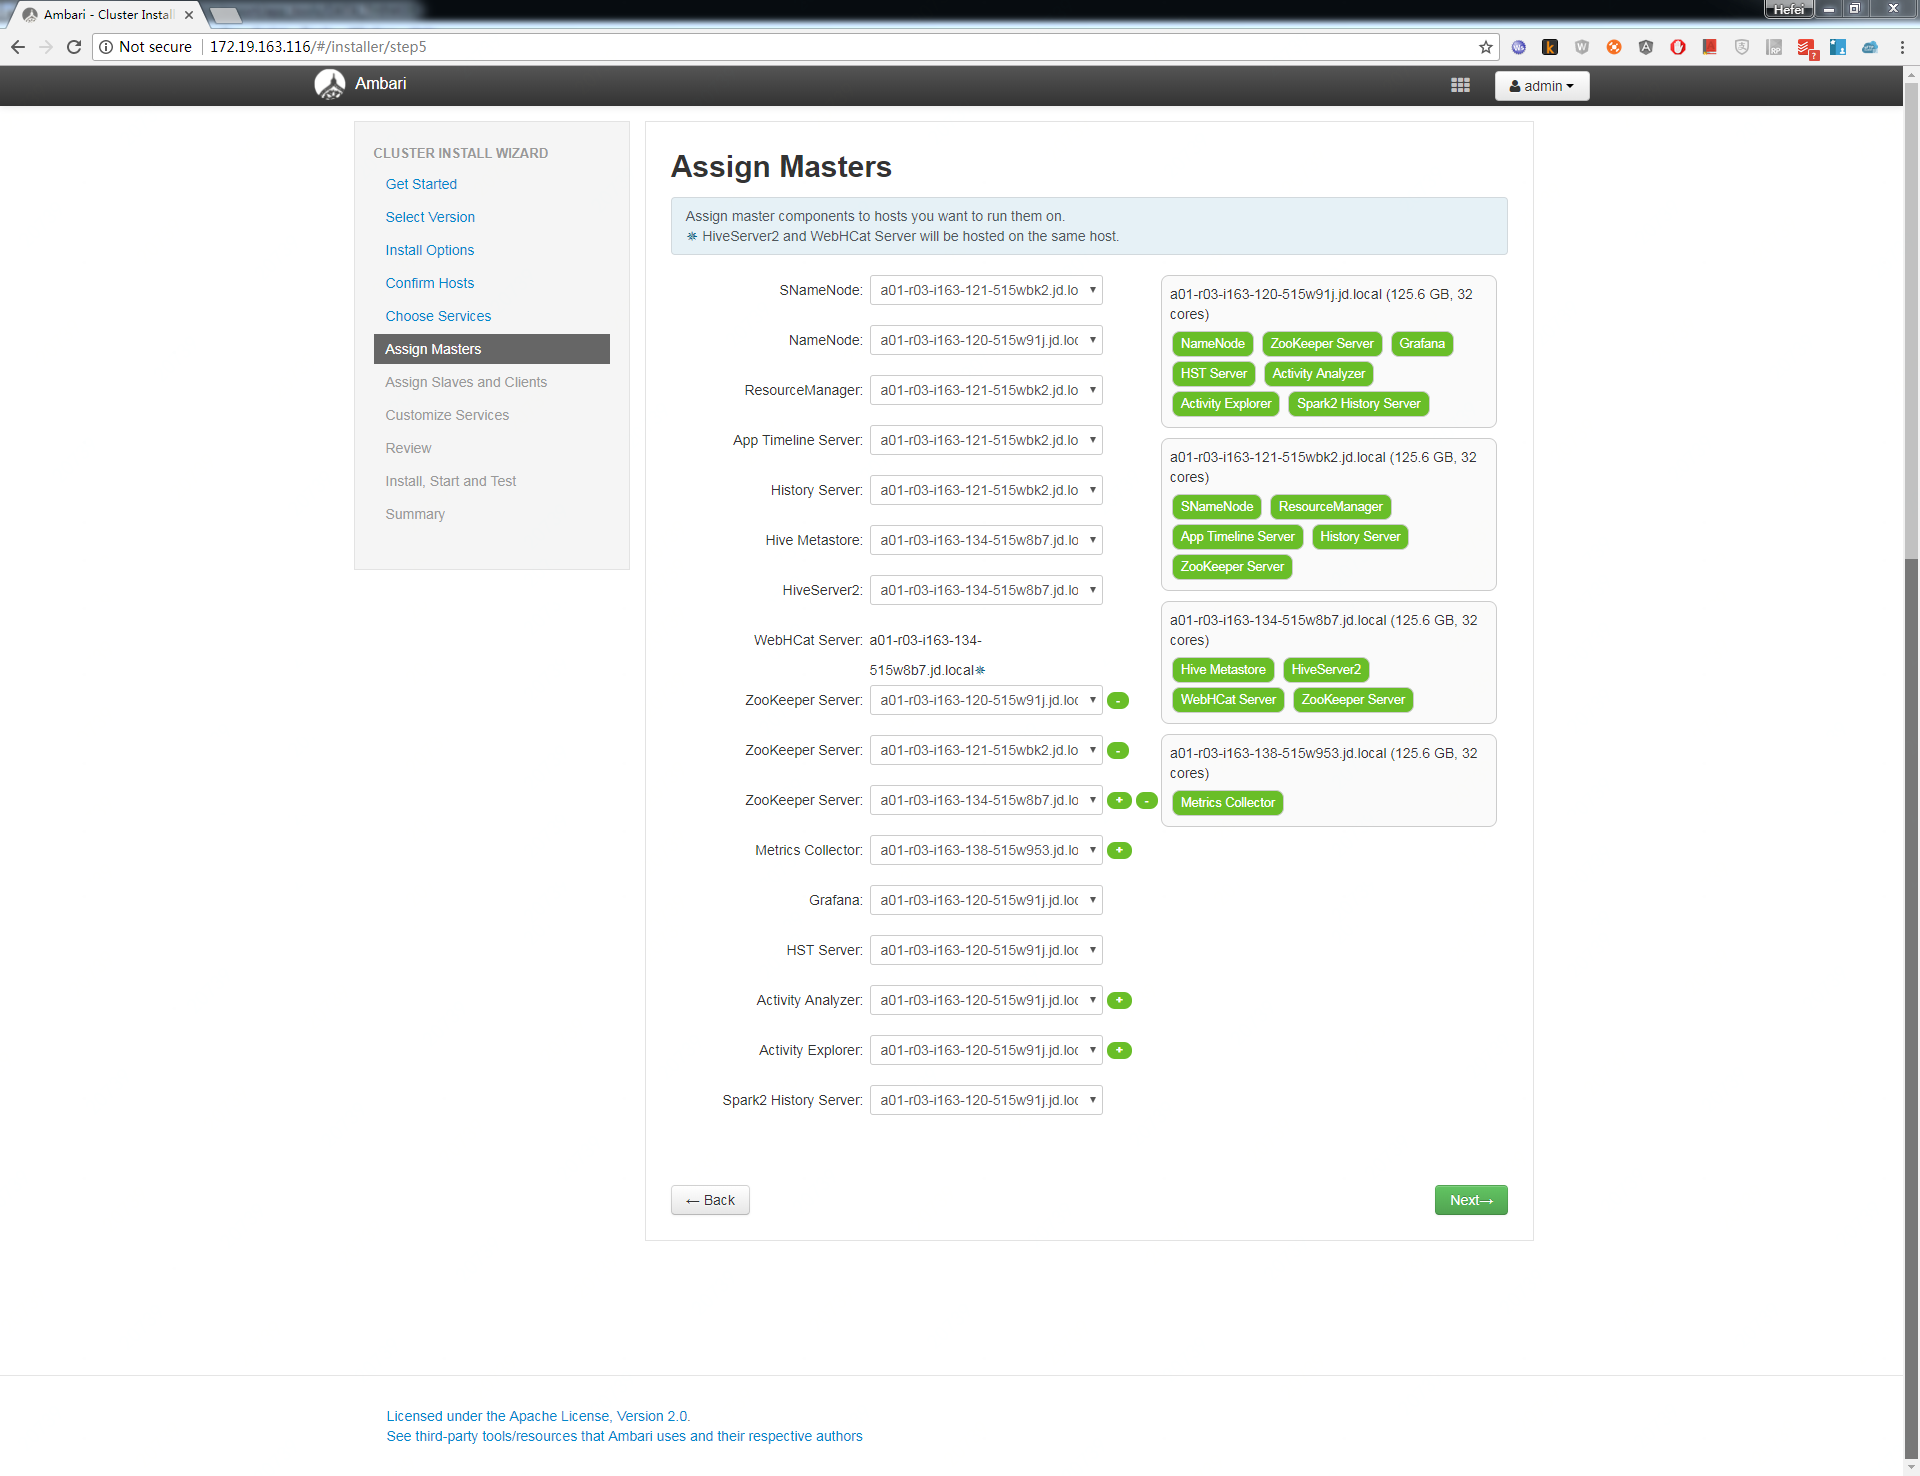 Ambari - Cluster Instal
Hefei
Not secure
172.19.163.116/#/installer/step5
Ambari
admin
CLUSTER INSTALL WIZARD
Get Started
Select Version
Install Options
Confirm Hosts
Choose Services
Assign Masters
Assign Slaves and Clients
Customize Services
Review
Install, Start and Test
Summary
Assign Masters
Assign master components to hosts you want to run them on.
✵ HiveServer2 and WebHCat Server will be hosted on the same host.
SNameNode: a01-r03-i163-121-515wbk2.jd.lo
NameNode: a01-r03-i163-120-515w91j.jd.loc
ResourceManager: a01-r03-i163-121-515wbk2.jd.lo
App Timeline Server: a01-r03-i163-121-515wbk2.jd.lo
History Server: a01-r03-i163-121-515wbk2.jd.lo
Hive Metastore: a01-r03-i163-134-515w8b7.jd.lo
HiveServer2: a01-r03-i163-134-515w8b7.jd.lo
WebHCat Server: a01-r03-i163-134-
515w8b7.jd.local✵
ZooKeeper Server: a01-r03-i163-120-515w91j.jd.loc -
ZooKeeper Server: a01-r03-i163-121-515wbk2.jd.lo -
ZooKeeper Server: a01-r03-i163-134-515w8b7.jd.lo + -
Metrics Collector: a01-r03-i163-138-515w953.jd.lo +
Grafana: a01-r03-i163-120-515w91j.jd.loc
HST Server: a01-r03-i163-120-515w91j.jd.loc
Activity Analyzer: a01-r03-i163-120-515w91j.jd.loc +
Activity Explorer: a01-r03-i163-120-515w91j.jd.loc +
Spark2 History Server: a01-r03-i163-120-515w91j.jd.loc
a01-r03-i163-120-515w91j.jd.local (125.6 GB, 32
cores)
NameNode ZooKeeper Server Grafana
HST Server Activity Analyzer
Activity Explorer Spark2 History Server
a01-r03-i163-121-515wbk2.jd.local (125.6 GB, 32
cores)
SNameNode ResourceManager
App Timeline Server History Server
ZooKeeper Server
a01-r03-i163-134-515w8b7.jd.local (125.6 GB, 32
cores)
Hive Metastore HiveServer2
WebHCat Server ZooKeeper Server
a01-r03-i163-138-515w953.jd.local (125.6 GB, 32
cores)
Metrics Collector
← Back
Next→
Licensed under the Apache License, Version 2.0.
See third-party tools/resources that Ambari uses and their respective authors